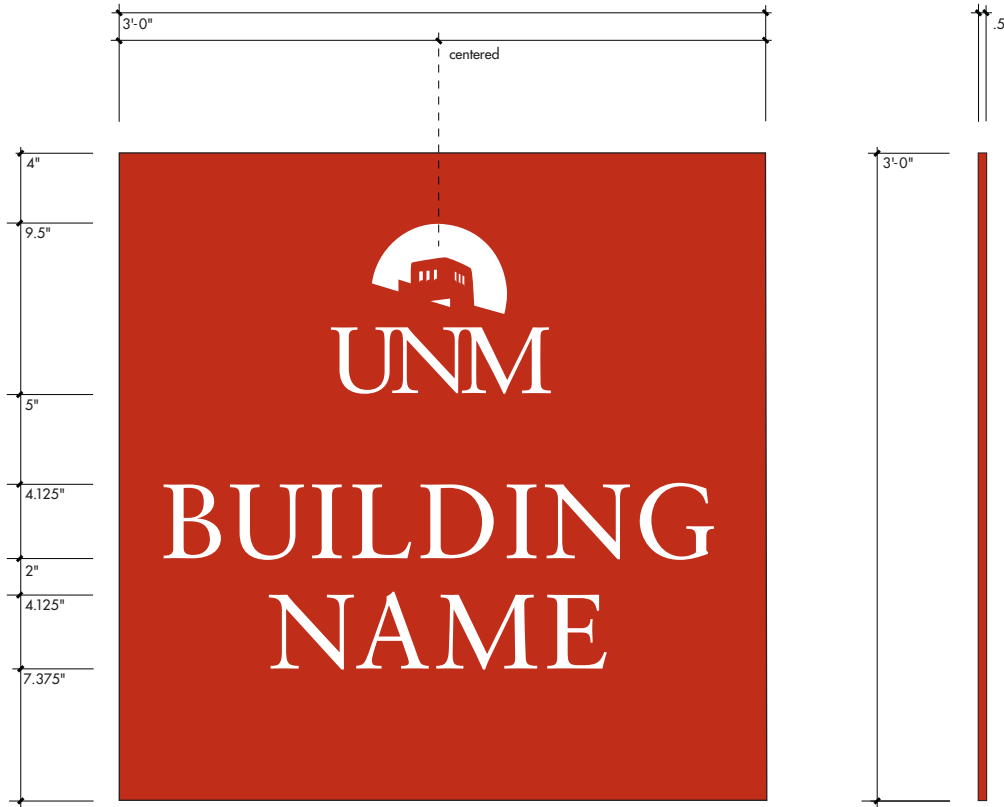 3'-0"
.5
centered
4"
3'-0"
9.5"
UNM
5"
BUILDING
4.125"
2"
NAME
4.125"
7.375"